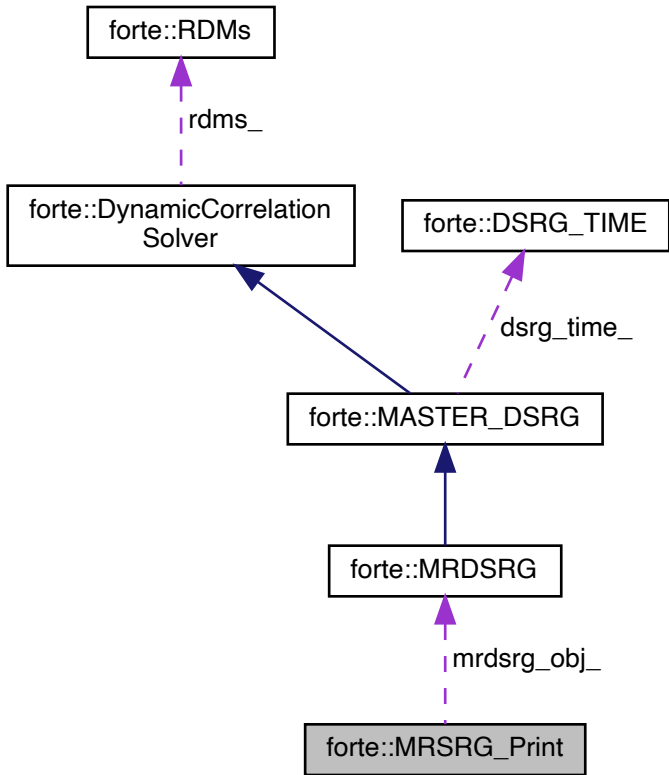 forte::RDMs
rdms_
forte::DynamicCorrelation
Solver
forte::DSRG_TIME
dsrg_time_
forte::MASTER_DSRG
forte::MRDSRG
mrdsrg_obj_
forte::MRSRG_Print